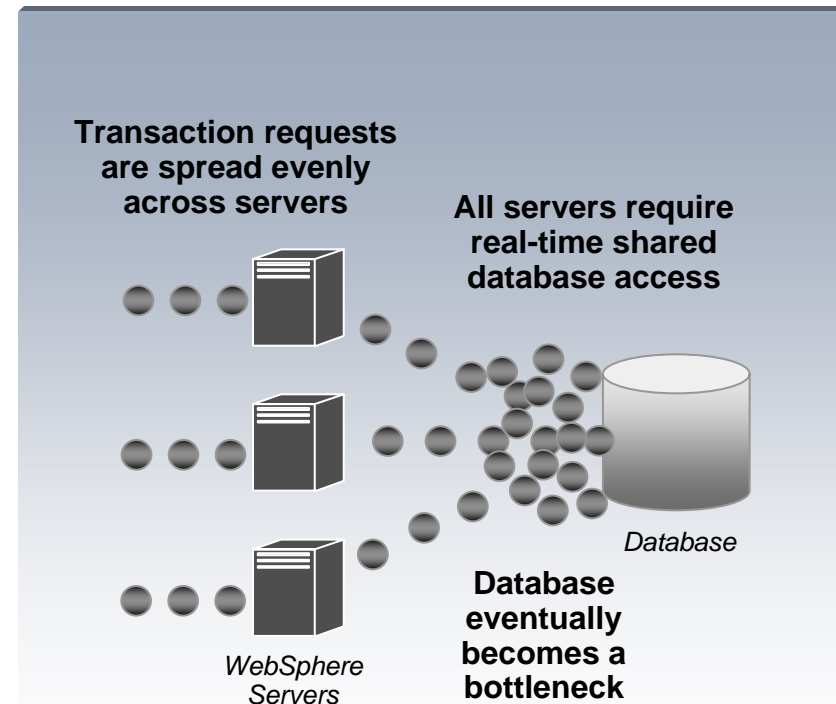 Transaction requests
are spread evenly
across servers
All servers require
real-time shared
database access
Database
Database
eventually
becomes a
bottleneck
WebSphere
Servers